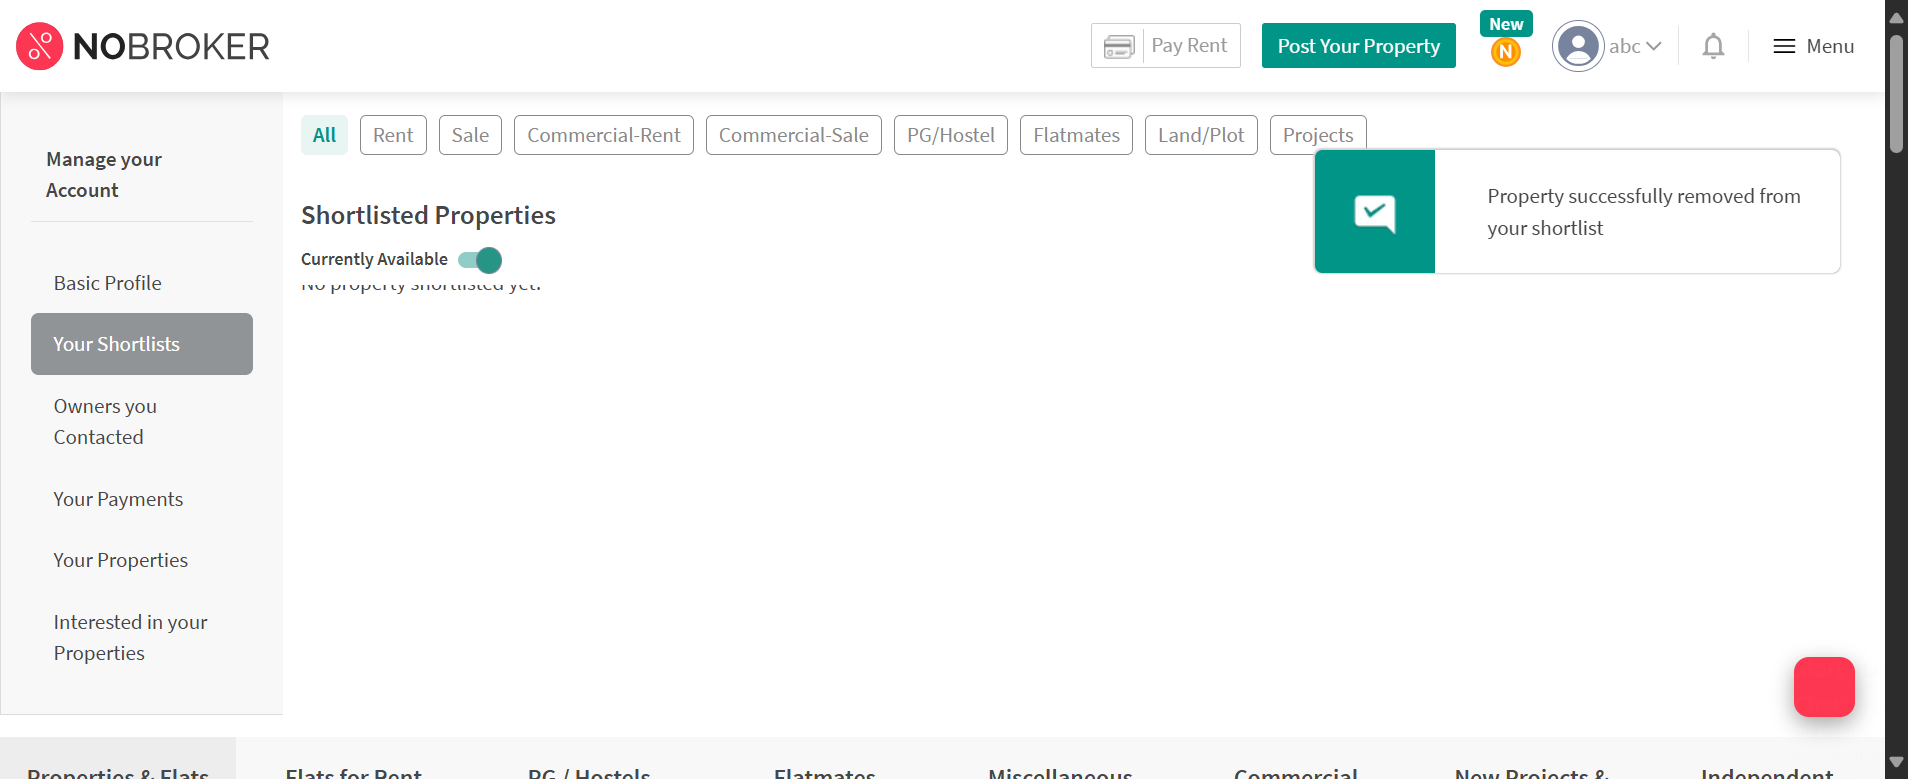 NOBROKER
Pay Rent
Post Your Property
New
N
abc
Menu
Manage your
Account
Basic Profile
Your Shortlists
Owners you
Contacted
Your Payments
Your Properties
Interested in your
Properties
All
Rent
Sale
Commercial-Rent
Commercial-Sale
PG/Hostel
Flatmates
Land/Plot
Projects
Shortlisted Properties
Currently Available
No property shortlisted yet.
Property successfully removed from
your shortlist
Properties & Flats
Flats for Rent
PG / Hostels
Flatmates
Miscellaneous
Commercial
New Projects &
Independent